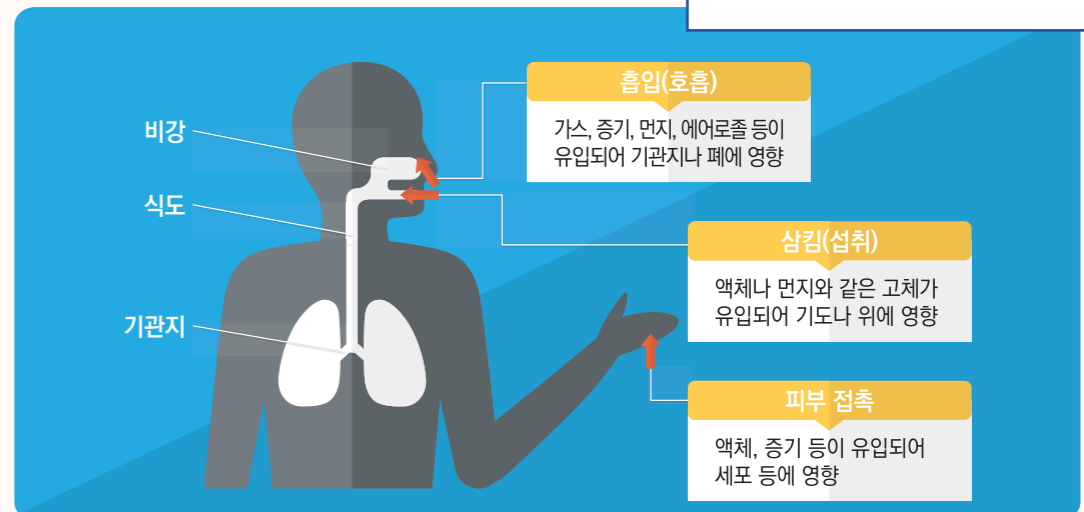 비강
식도
기관지
흡입(호흡)
가스, 증기, 먼지, 에어로졸 등이
유입되어 기관지나 폐에 영향
삼킴(섭취)
액체나 먼지와 같은 고체가
유입되어 기도나 위에 영향
피부 접촉
액체, 증기 등이 유입되어
세포 등에 영향